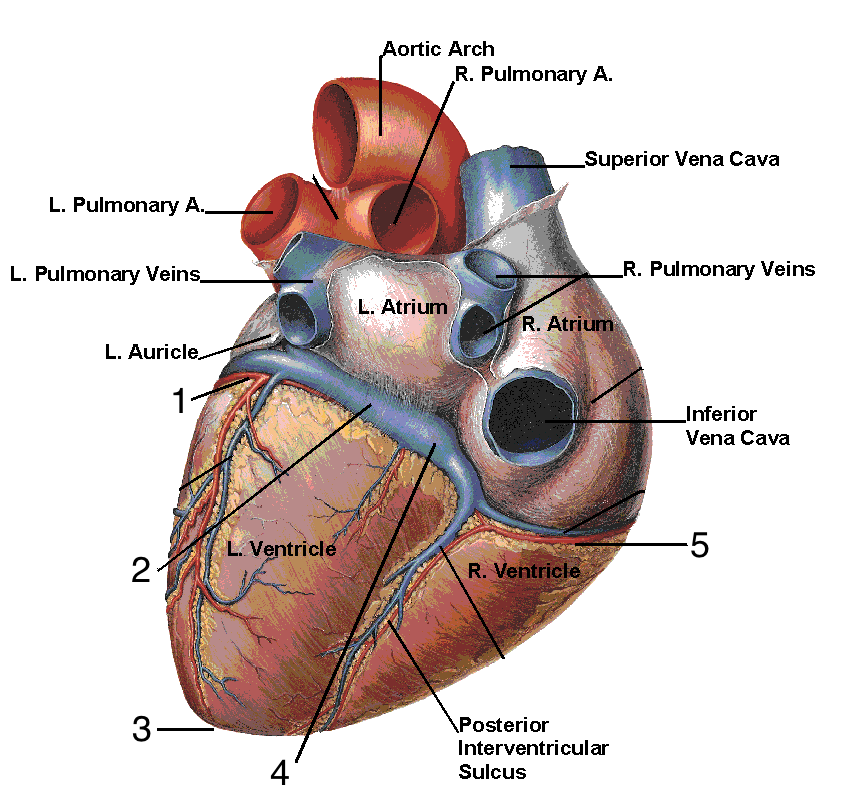 Aortic Arch
R. Pulmonary A.
Superior Vena Cava
L. Pulmonary A.
L. Pulmonary Veins
R. Pulmonary Veins
L. Atrium
R. Atrium
L. Auricle
1
Inferior
Vena Cava
2
L. Ventricle
5
R. Ventricle
3
Posterior
Interventricular
Sulcus
4